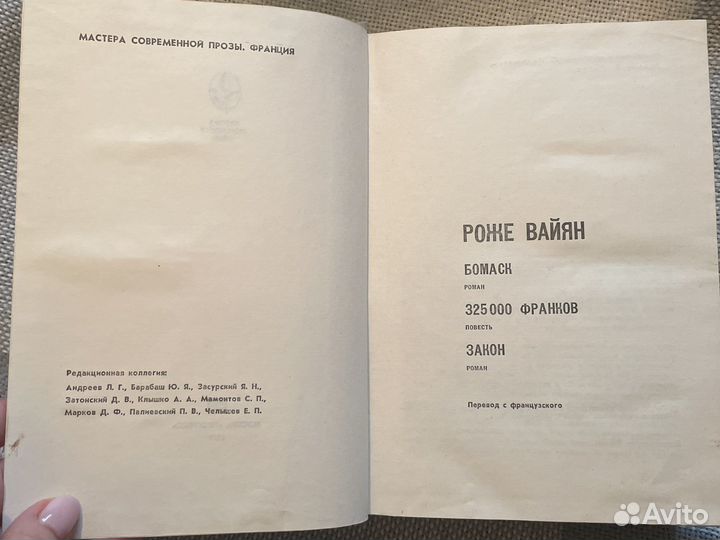 МАСТЕРА СОВРЕМЕННОЙ ПРОЗЫ. ФРАНЦИЯ
Редакционная коллегия:
Андреев Л. Г., Барабаш Ю. Я., Засурский Я. Н.,
Затонский Д. В., Клышко А. А., Мамонтов С. П.,
Марков Д. Ф., Палиевский П. В., Челышев Е. П.
РОЖЕ ВАЙЯН
БОМАСК
РОМАН
325000 ФРАНКОВ
ПОВЕСТЬ
ЗАКОН
РОМАН
Перевод с французского
Avito